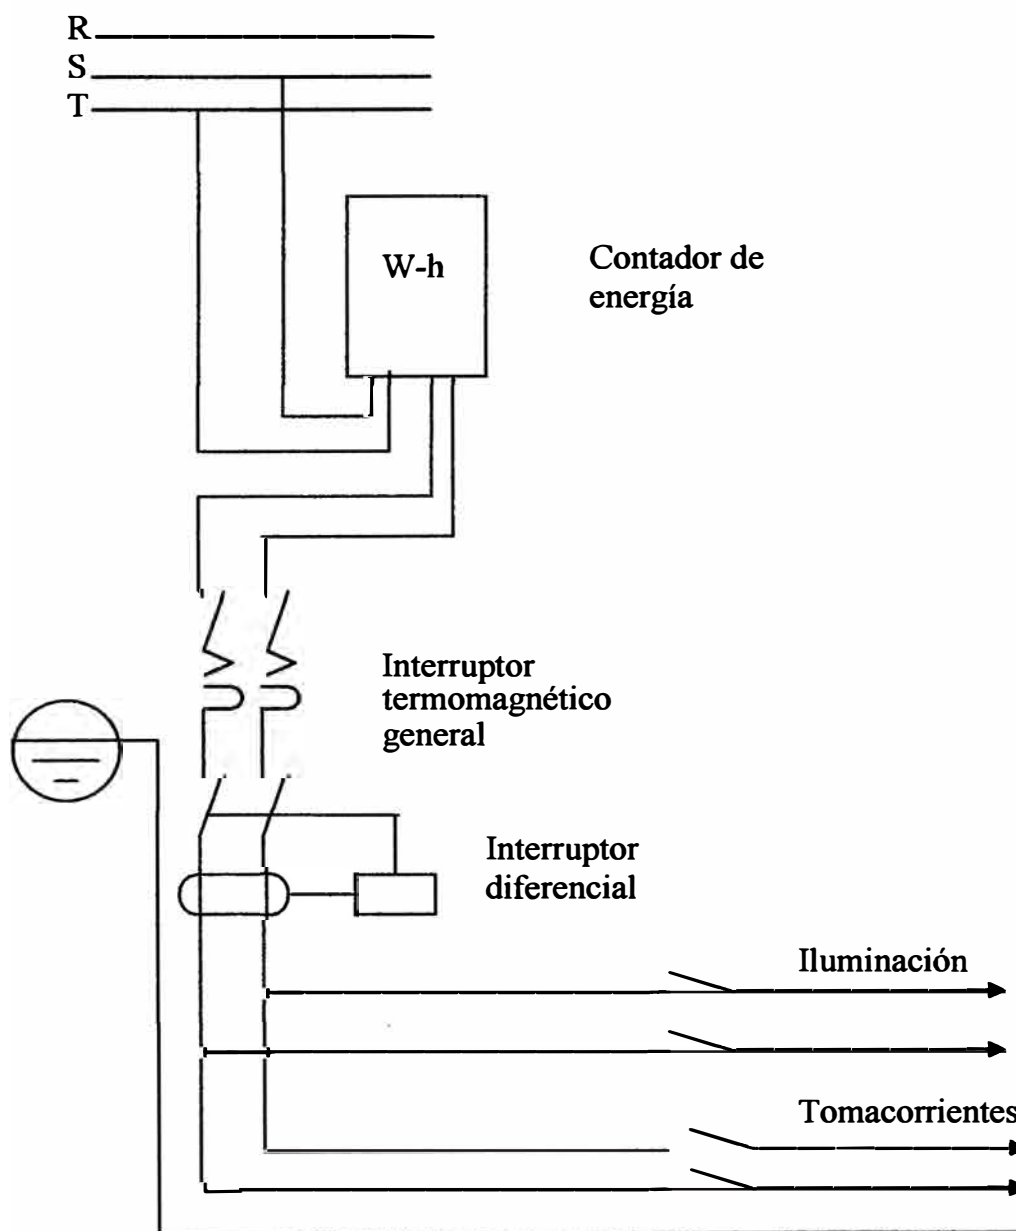 R
S
T
W-h
Contador de
energía
Interruptor
termomagnético
general
Interruptor
diferencial
Iluminación
Tomacorrientes